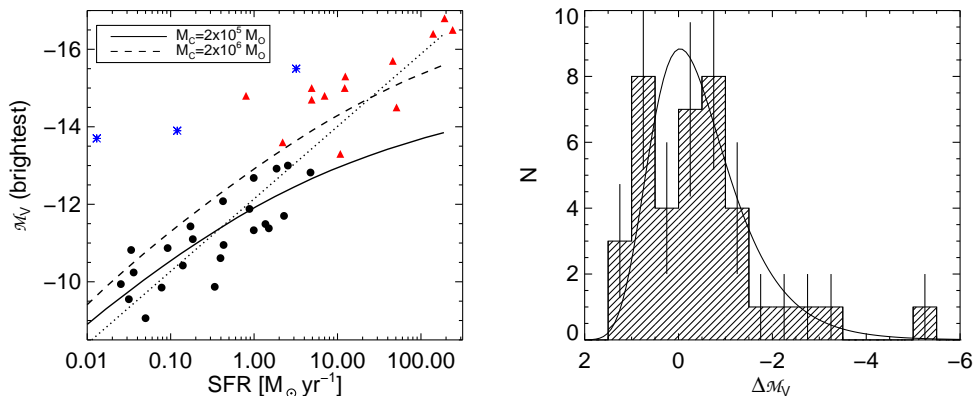 M_C=2x10^5 M_O
M_C=2x10^6 M_O
-16
-14
-12
-10
ℳ_V (brightest)
0.01 0.10 1.00 10.00 100.00
SFR [M_⊙ yr^−1]
10
8
6
4
2
0
N
2 0 −2 −4 −6
Δℳ_V